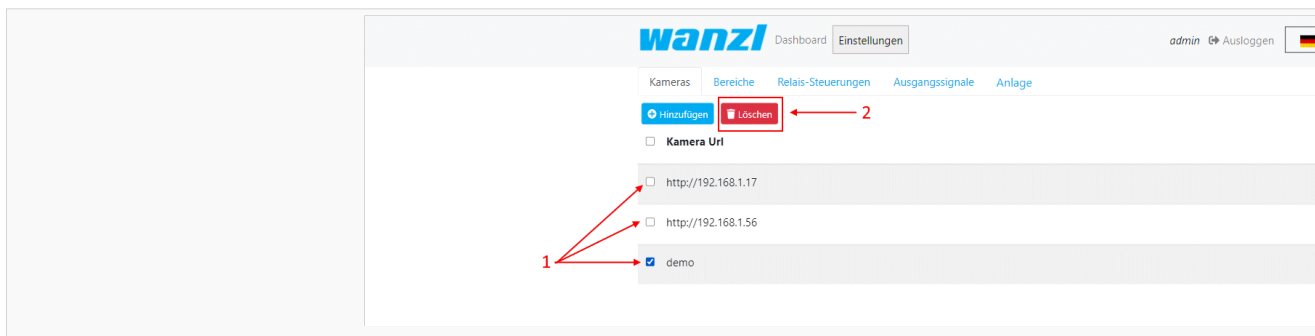 wanzl Dashboard Einstellungen admin Ausloggen
Kameras Bereiche Relais-Steuerungen Ausgangssignale Anlage
Hinzufügen Löschen 2
Kamera Url
http://192.168.1.17
http://192.168.1.56
1 demo